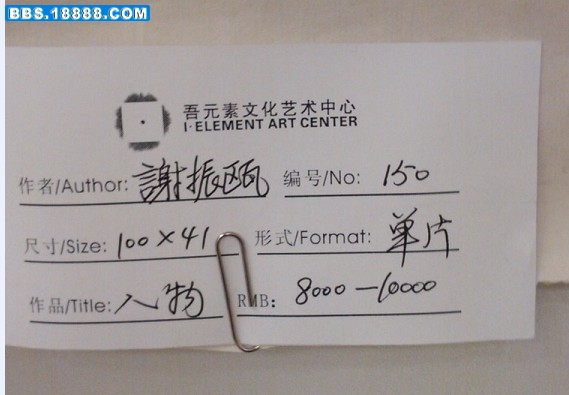 BBS.18888.COM
吾元素文化艺术中心
I·ELEMENT ART CENTER
作者/Author: 謝振瓯 编号/No: 150
尺寸/Size: 100×41 形式/Format: 单片
作品/Title: 人物 RMB: 8000—10000